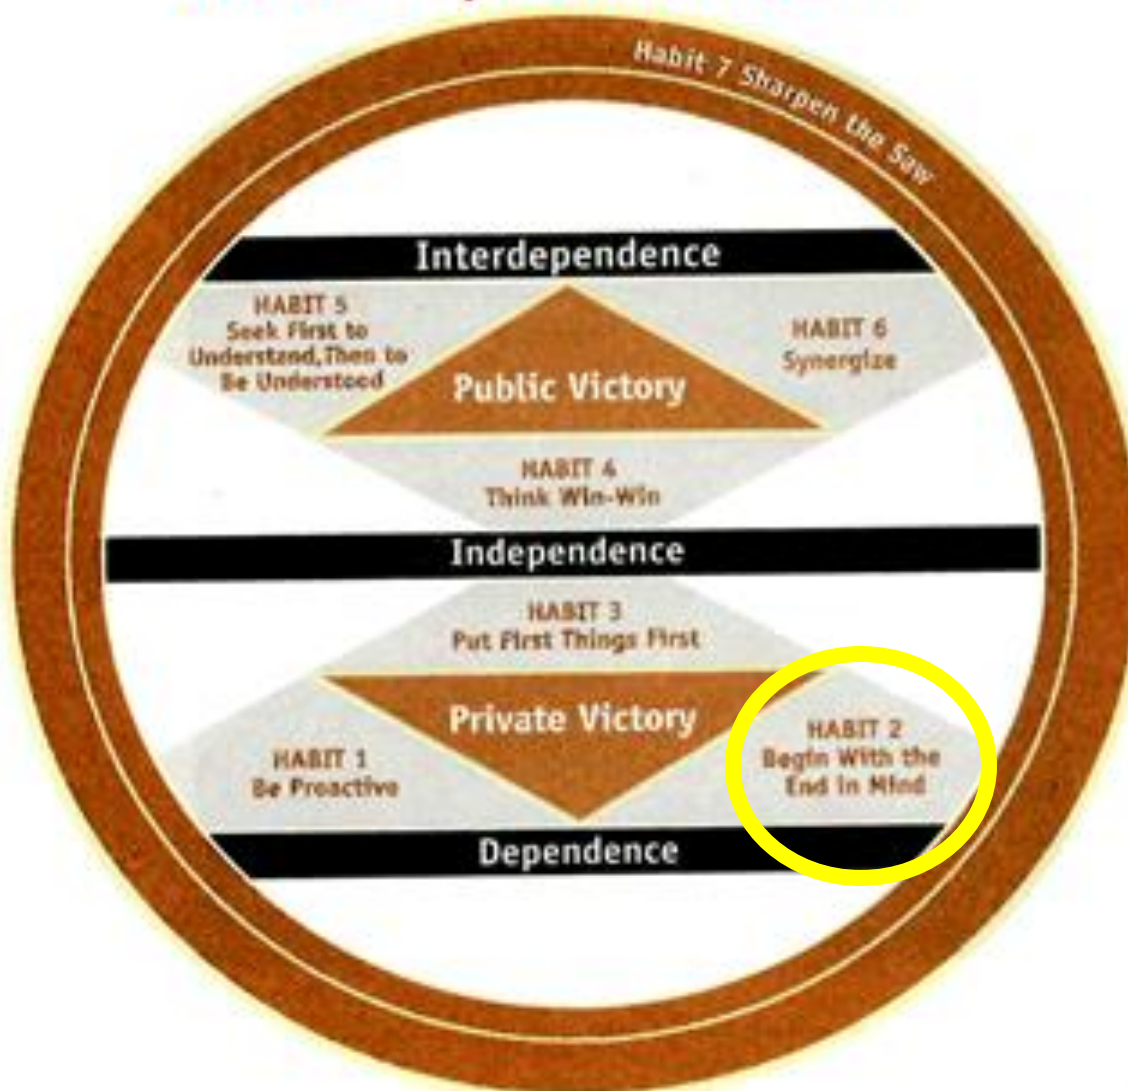 Habit 7 Sharpen the Saw
Interdependence
HABIT 5
Seek First to
Understand,Then to
Be Understood
Public Victory
HABIT 6
Synergize
HABIT 4
Think Win-Win
Independence
HABIT 3
Put First Things First
Private Victory
HABIT 1
Be Proactive
HABIT 2
Begin With the
End in Mind
Dependence